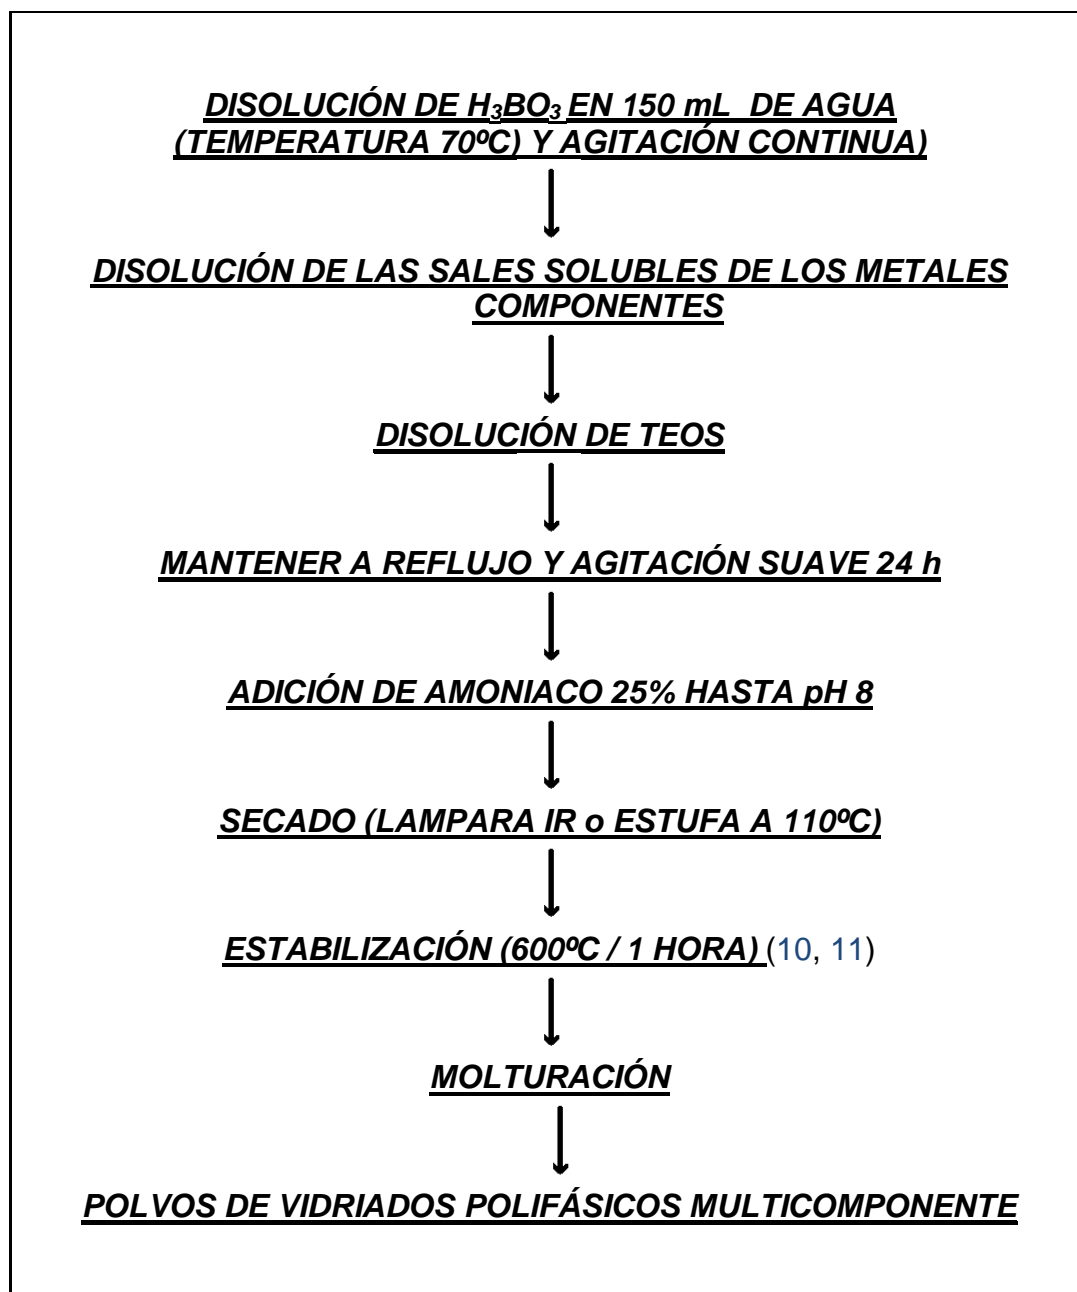 DISOLUCIÓN DE H₃BO₃ EN 150 mL DE AGUA
(TEMPERATURA 70ºC) Y AGITACIÓN CONTINUA)
DISOLUCIÓN DE LAS SALES SOLUBLES DE LOS METALES
COMPONENTES
DISOLUCIÓN DE TEOS
MANTENER A REFLUJO Y AGITACIÓN SUAVE 24 h
ADICIÓN DE AMONIACO 25% HASTA pH 8
SECADO (LAMPARA IR o ESTUFA A 110ºC)
ESTABILIZACIÓN (600ºC / 1 HORA) (10, 11)
MOLTURACIÓN
POLVOS DE VIDRIADOS POLIFÁSICOS MULTICOMPONENTE